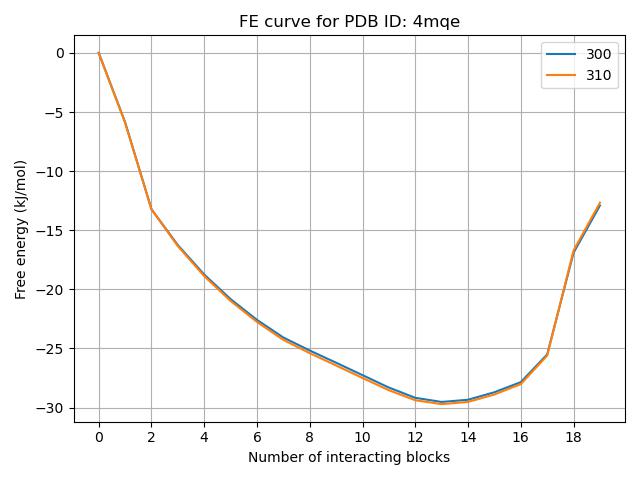 FE curve for PDB ID: 4mqe
300
310
0
−5
−10
−15
−20
−25
−30
Free energy (kJ/mol)
0 2 4 6 8 10 12 14 16 18
Number of interacting blocks